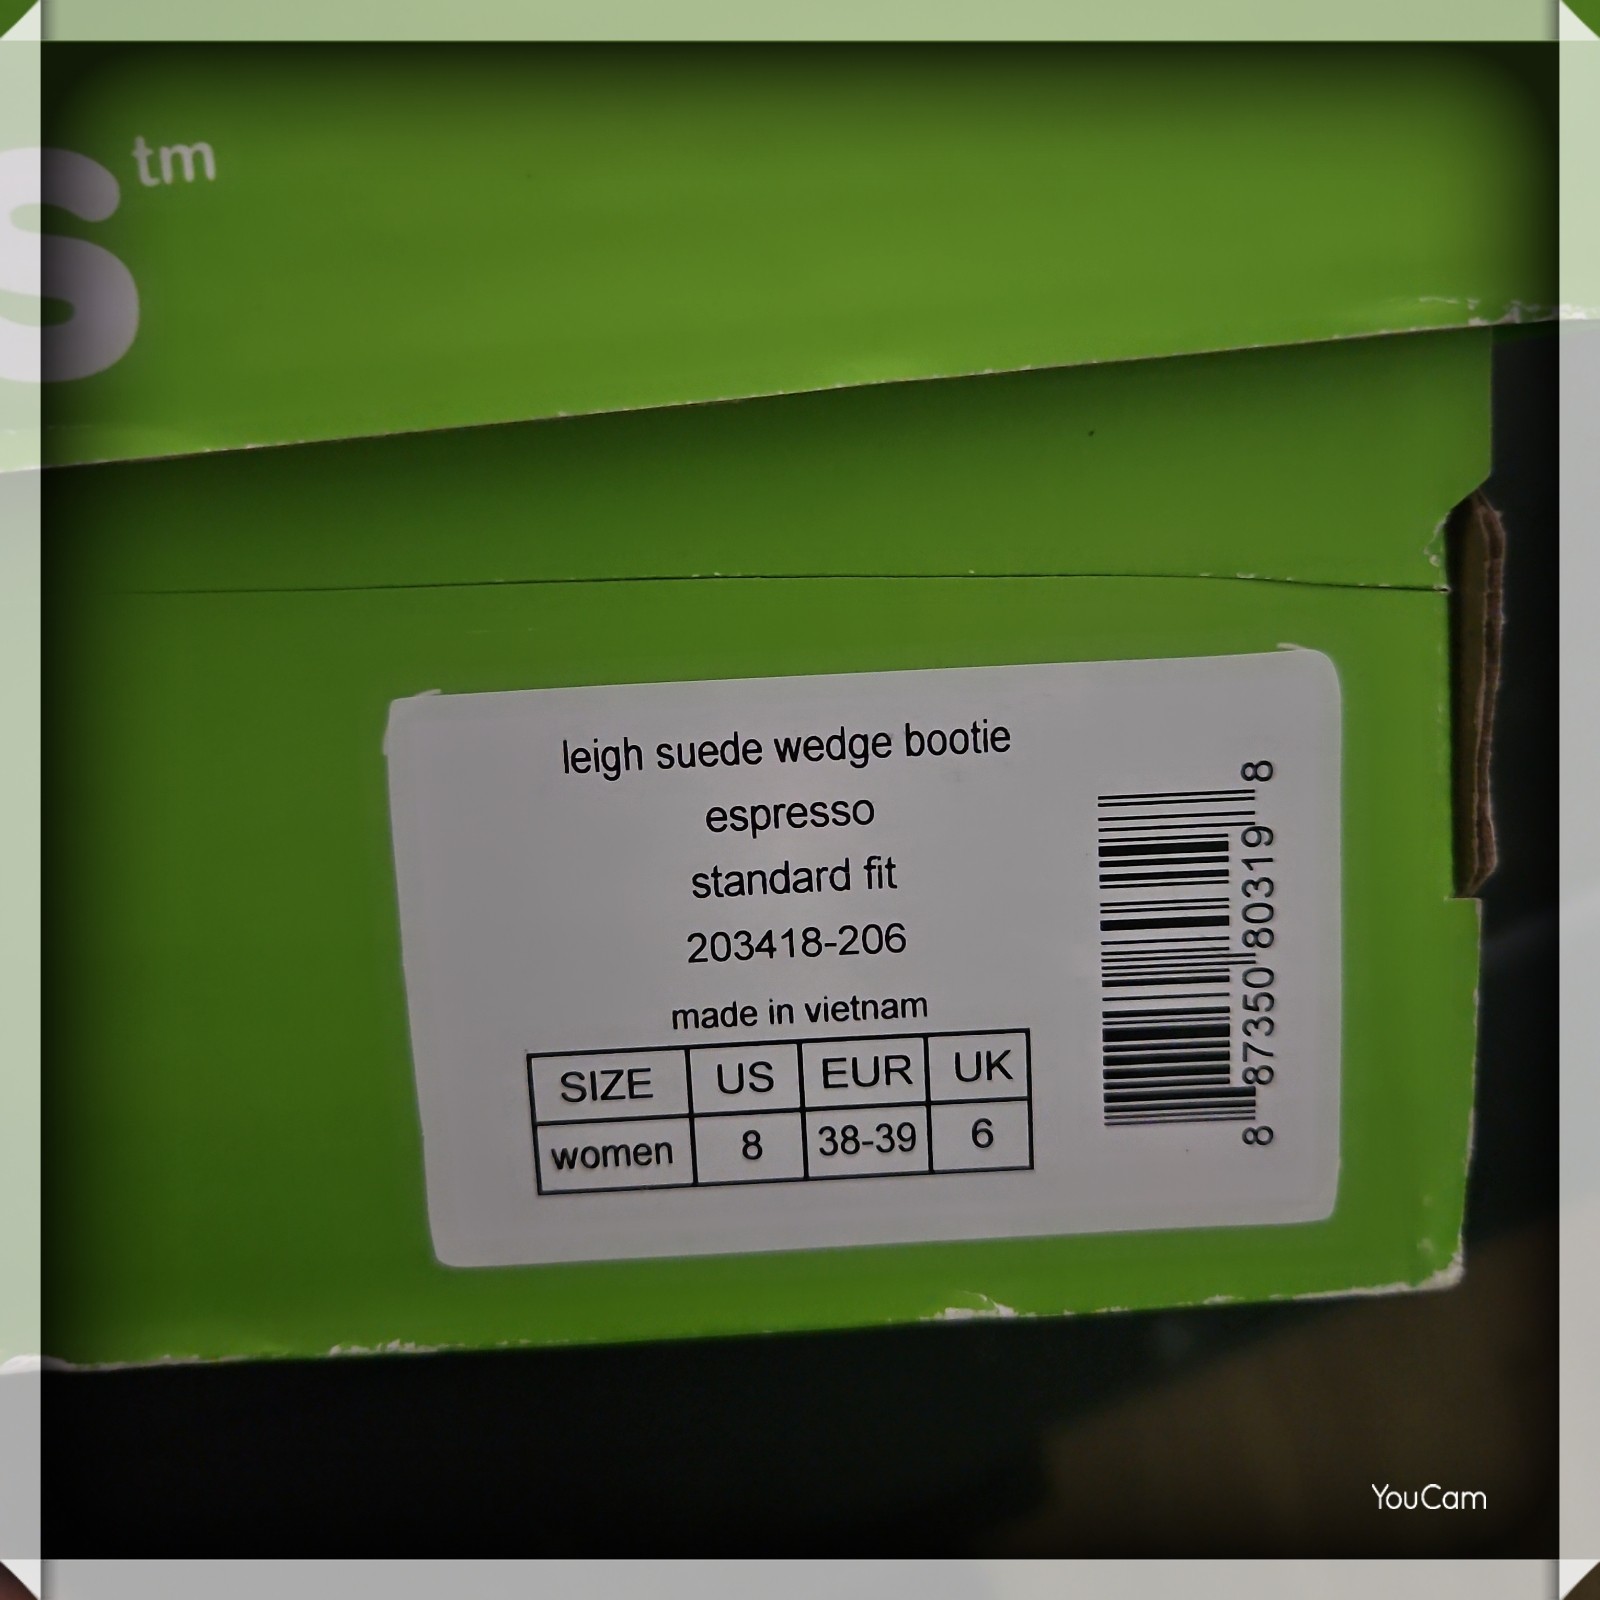 s tm
leigh suede wedge bootie
espresso
standard fit
203418-206
made in vietnam
SIZE US EUR UK
women 8 38-39 6
8 87350 80319 8
YouCam